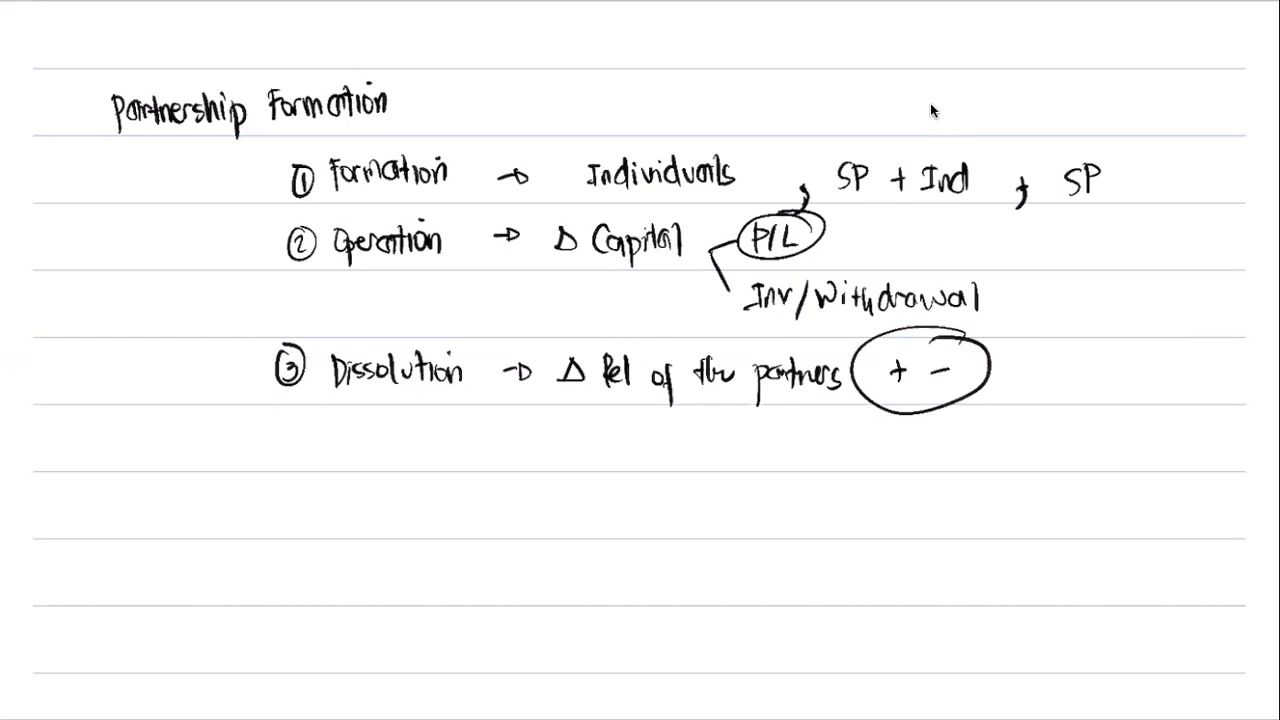 Partnership Formation
① Formation → Individuals , SP + Ind , SP
② Operation → Δ Capital P/L
Inv/Withdrawal
③ Dissolution → Δ Rel of the partners + -